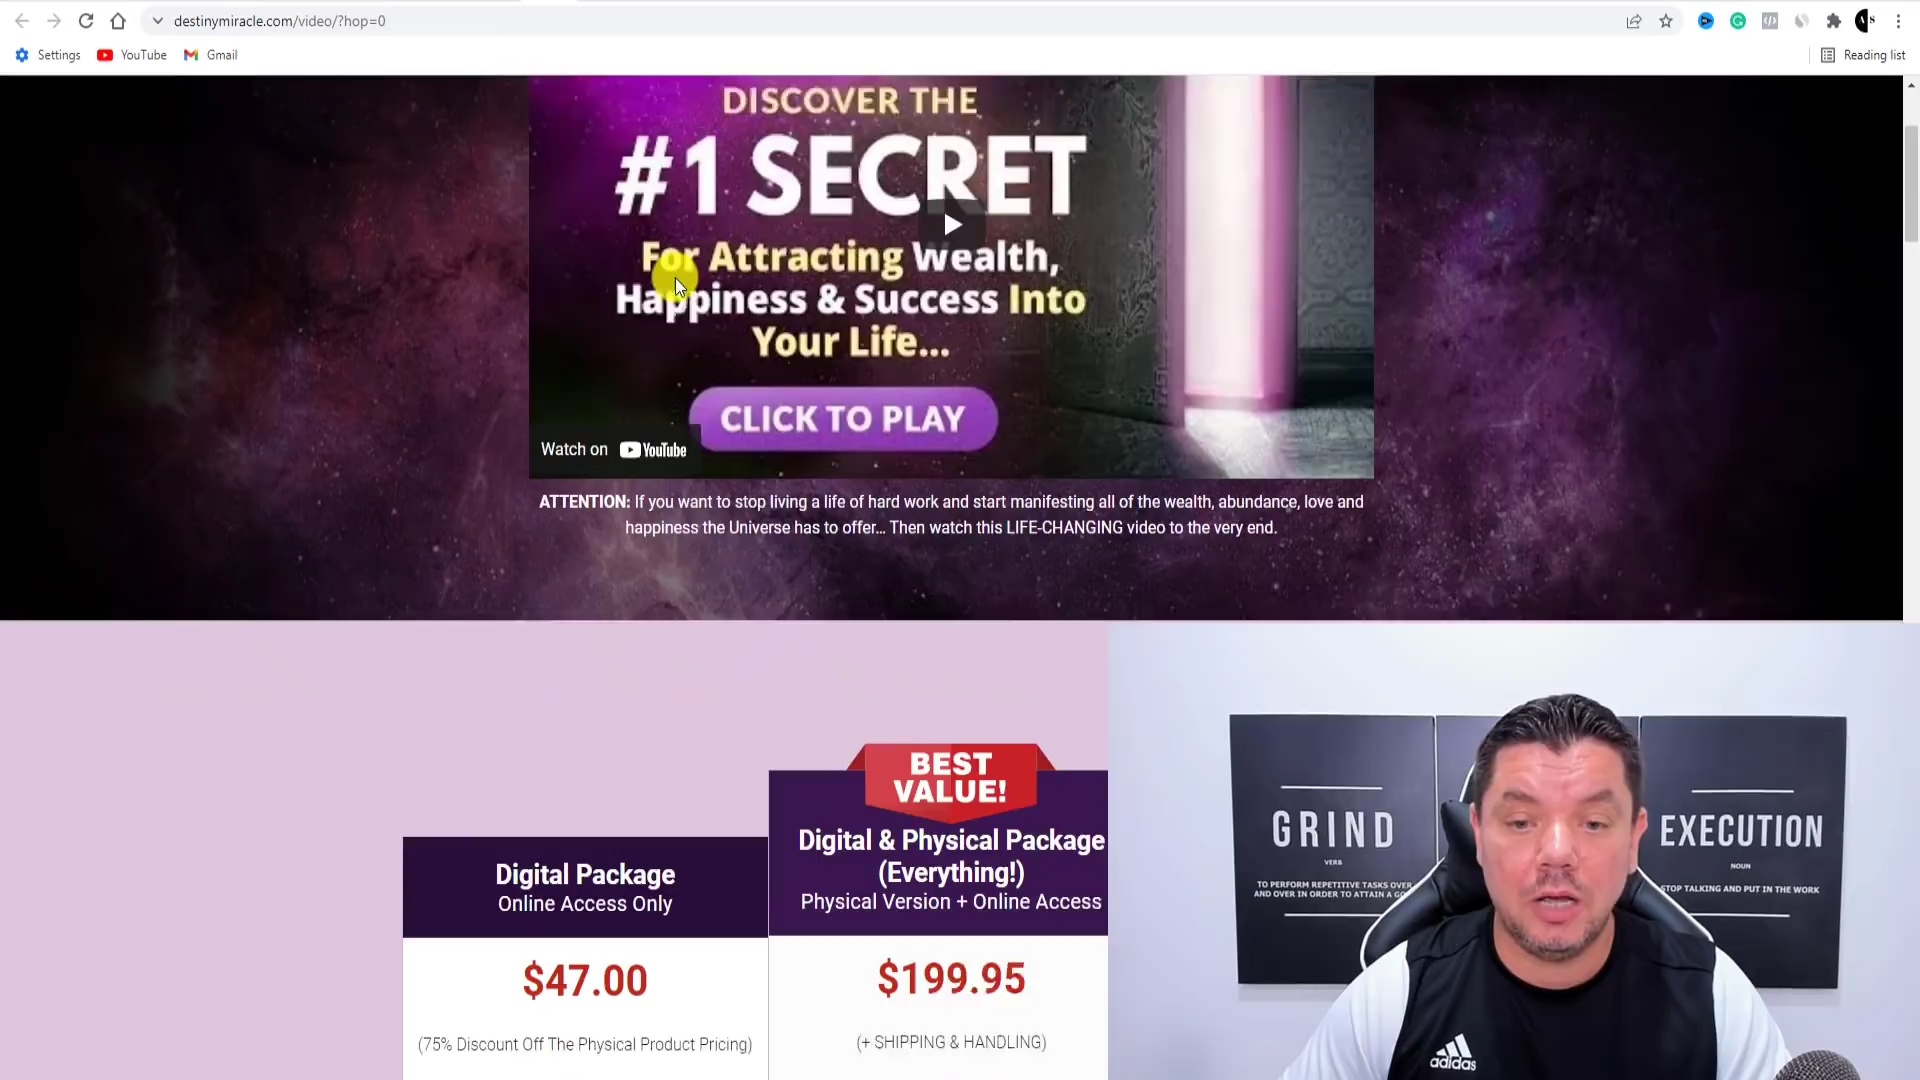 destinymiracle.com/video/?hop=0
Settings
YouTube
Gmail
Reading list
DISCOVER THE
#1 SECRET
For Attracting Wealth,
Happiness & Success Into
Your Life...
CLICK TO PLAY
Watch on YouTube
ATTENTION: If you want to stop living a life of hard work and start manifesting all of the wealth, abundance, love and
happiness the Universe has to offer... Then watch this LIFE-CHANGING video to the very end.
BEST
VALUE!
Digital Package
Online Access Only
$47.00
(75% Discount Off The Physical Product Pricing)
Digital & Physical Package
(Everything!)
Physical Version + Online Access
$199.95
(+ SHIPPING & HANDLING)
GRIND
VERB
TO PERFORM REPETITIVE TASKS OVER
AND OVER IN ORDER TO ATTAIN A
EXECUTION
NOUN
STOP TALKING AND PUT IN THE WORK
adidas